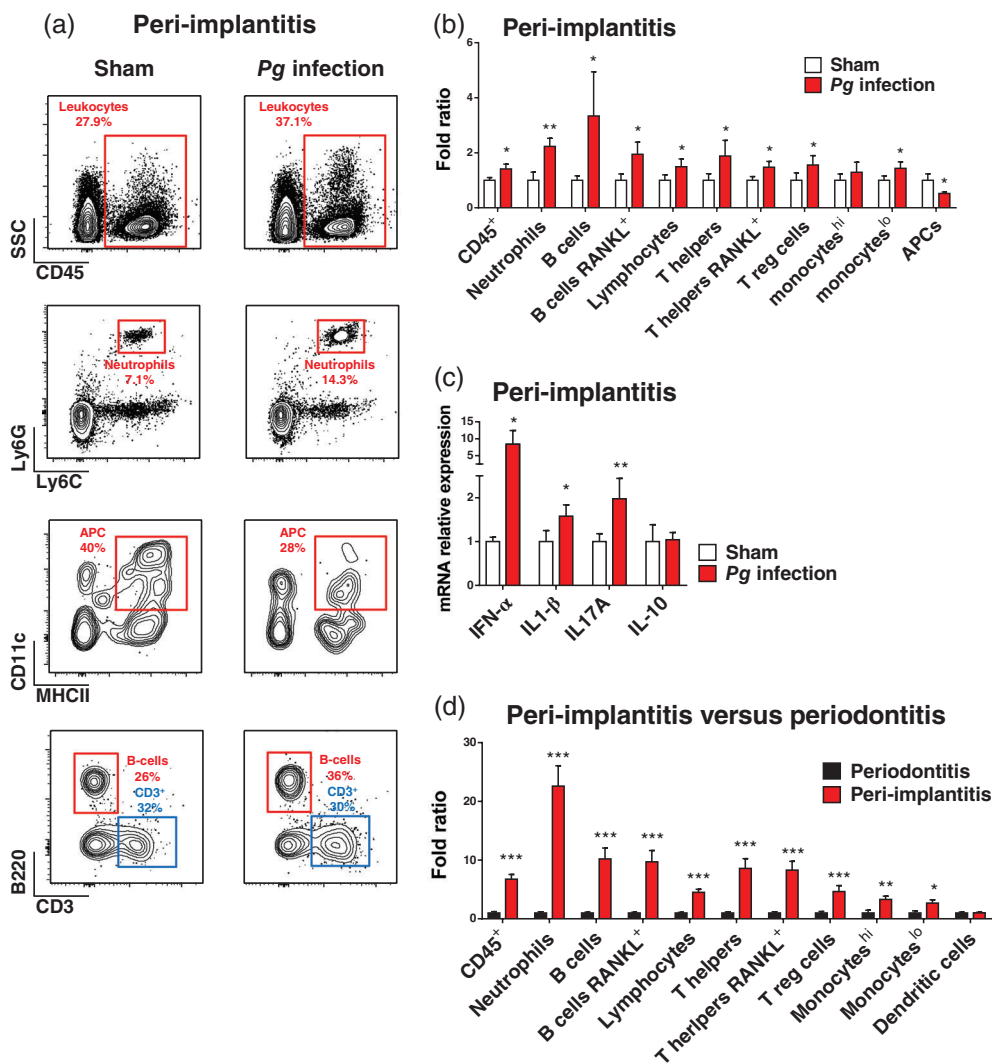 (a)
Peri-implantitis
Sham
Pg infection
Leukocytes
27.9%
Leukocytes
37.1%
SSC
CD45
Neutrophils
7.1%
Neutrophils
14.3%
Ly6G
Ly6C
APC
40%
APC
28%
CD11c
MHCII
B-cells
26%
CD3+
32%
B-cells
36%
CD3+
30%
B220
CD3
(b)
Peri-implantitis
Sham
Pg infection
Fold ratio
6
4
2
0
*
**
*
*
*
*
*
*
*
*
CD45+
Neutrophils
B cells
B cells RANKL+
Lymphocytes
T helpers
T helpers RANKL+
T reg cells
monocytes hi
monocytes lo
APCs
(c)
Peri-implantitis
mRNA relative expression
15
10
5
2
1
0
*
*
**
Sham
Pg infection
IFN-α
IL1-β
IL17A
IL-10
(d)
Peri-implantitis versus periodontitis
Periodontitis
Peri-implantitis
Fold ratio
30
20
10
0
***
***
***
***
***
***
***
***
**
*
CD45+
Neutrophils
B cells
B cells RANKL+
Lymphocytes
T helpers
T herlpers RANKL+
T reg cells
Monocytes hi
Monocytes lo
Dendritic cells